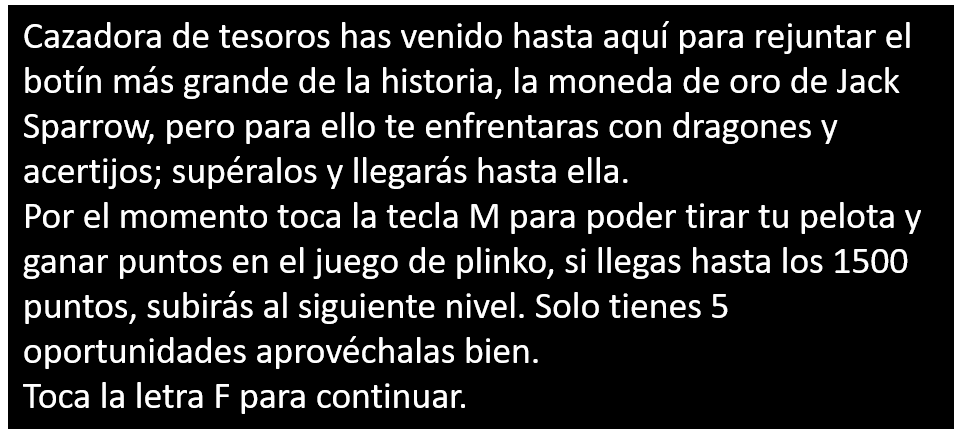 Cazadora de tesoros has venido hasta aquí para rejuntar el
botín más grande de la historia, la moneda de oro de Jack
Sparrow, pero para ello te enfrentaras con dragones y
acertijos; supéralos y llegarás hasta ella.
Por el momento toca la tecla M para poder tirar tu pelota y
ganar puntos en el juego de plinko, si llegas hasta los 1500
puntos, subirás al siguiente nivel. Solo tienes 5
oportunidades aprovéchalas bien.
Toca la letra F para continuar.